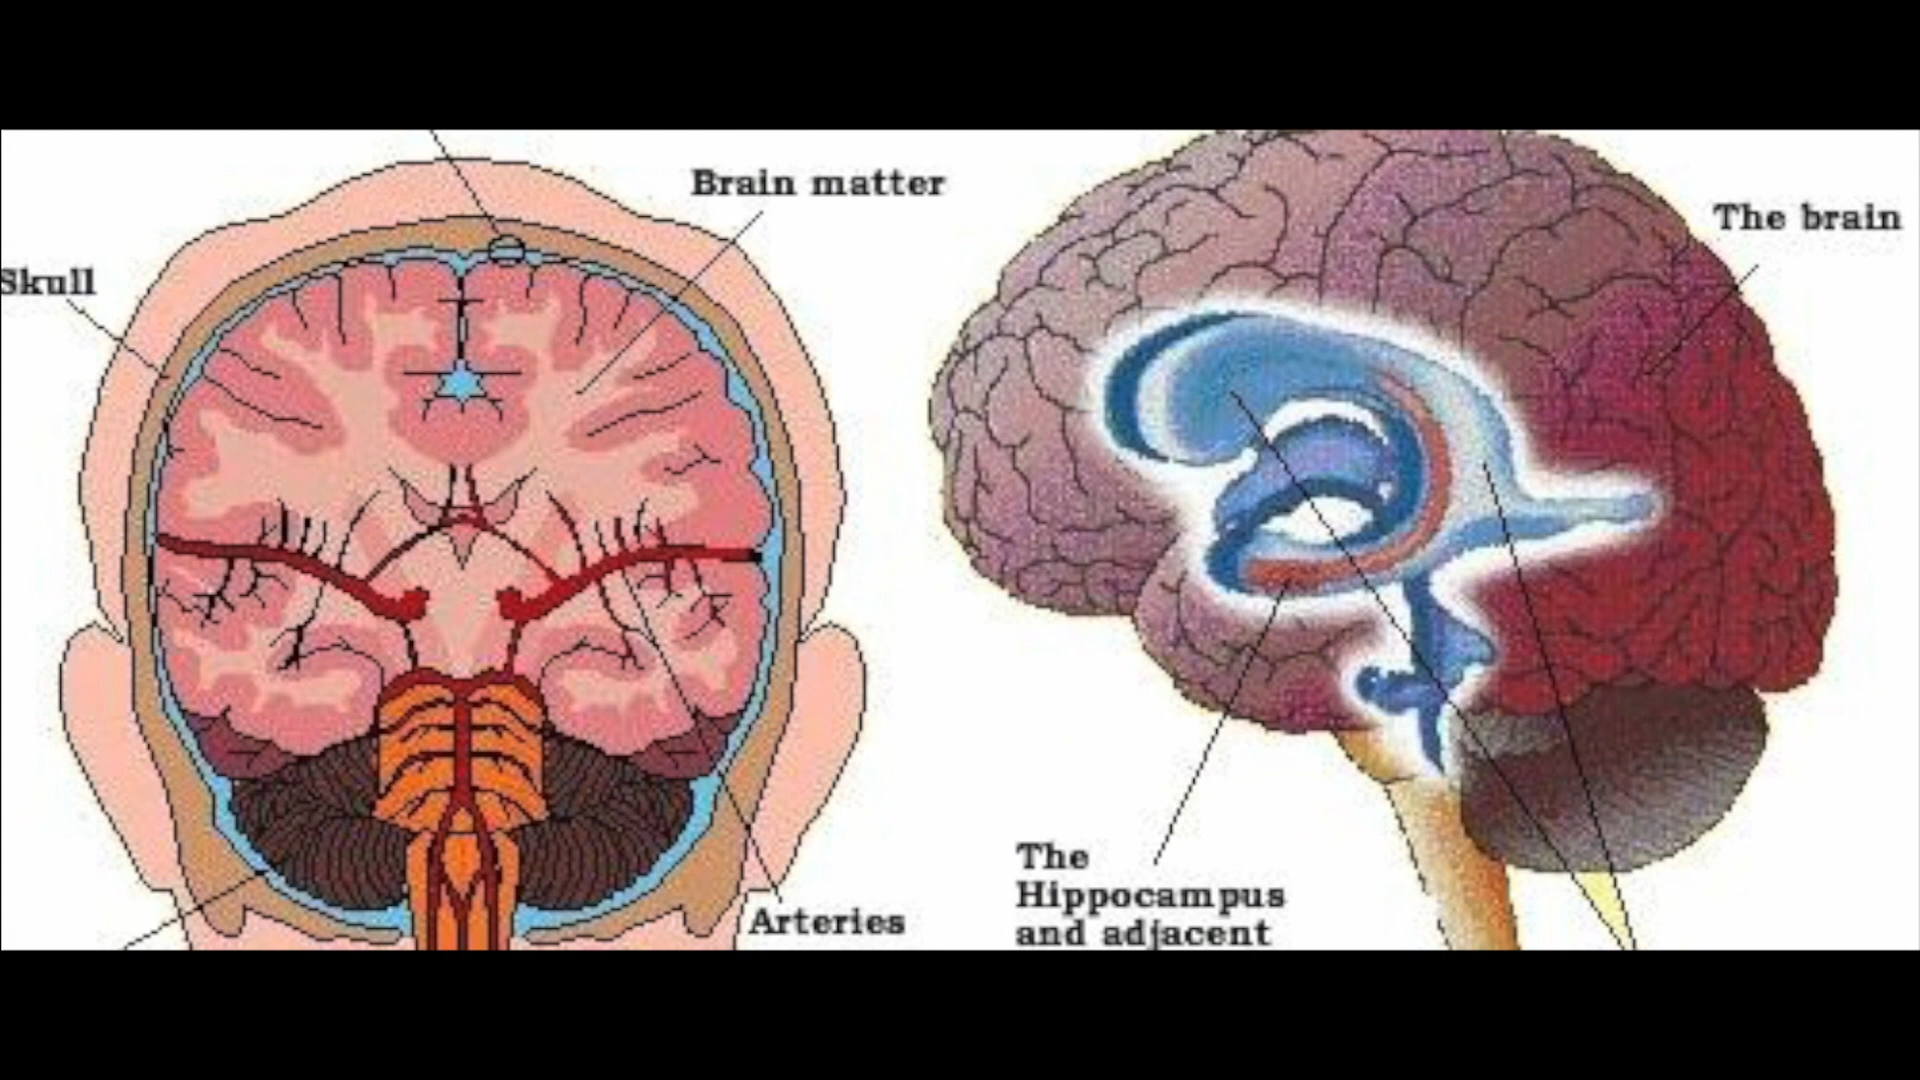 Brain matter
Skull
Arteries
The brain
The
Hippocampus
and adjacent